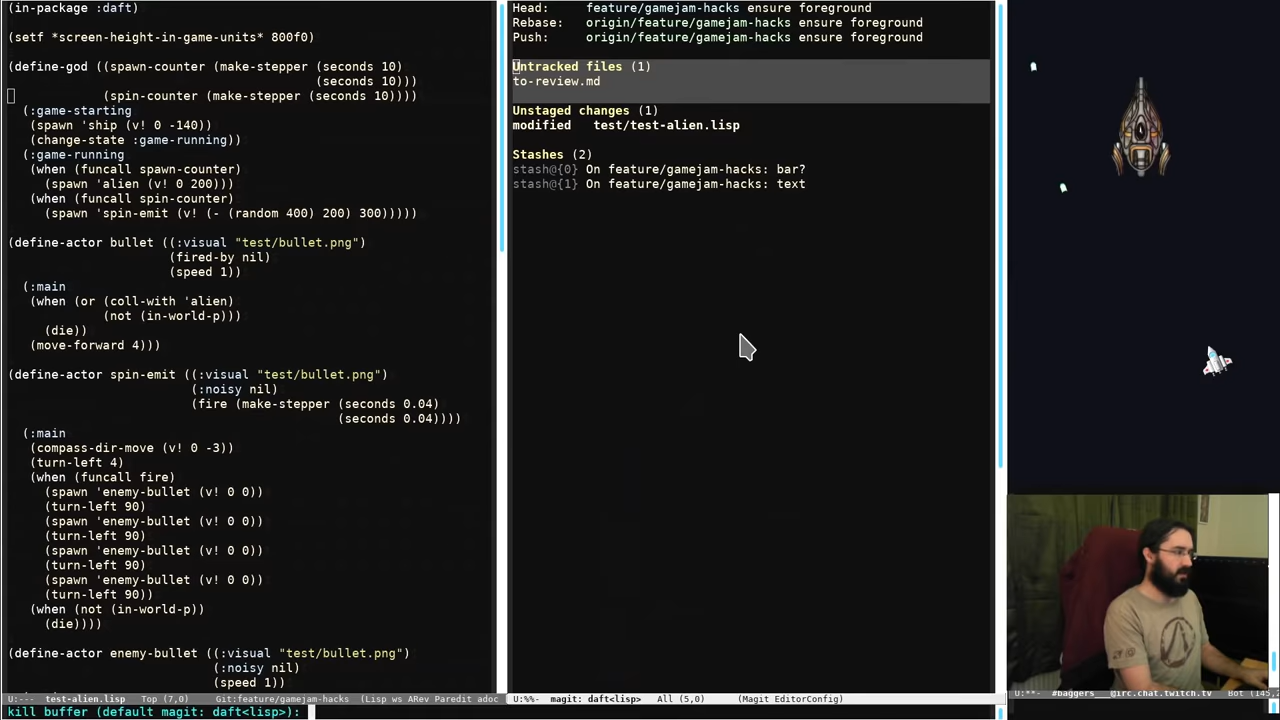 (in-package :daft)
(setf *screen-height-in-game-units* 800f0)
(define-god ((spawn-counter (make-stepper (seconds 10)
(seconds 10)))
(spin-counter (make-stepper (seconds 10))))
(:game-starting
(spawn 'ship (v! 0 -140))
(change-state :game-running))
(:game-running
(when (funcall spawn-counter)
(spawn 'alien (v! 0 200)))
(when (funcall spin-counter)
(spawn 'spin-emit (v! (- (random 400) 200) 300)))))
(define-actor bullet ((:visual "test/bullet.png")
(fired-by nil)
(speed 1))
(:main
(when (or (coll-with 'alien)
(not (in-world-p)))
(die))
(move-forward 4)))
(define-actor spin-emit ((:visual "test/bullet.png")
(:noisy nil)
(fire (make-stepper (seconds 0.04)
(seconds 0.04))))
(:main
(compass-dir-move (v! 0 -3))
(turn-left 4)
(when (funcall fire)
(spawn 'enemy-bullet (v! 0 0))
(turn-left 90)
(spawn 'enemy-bullet (v! 0 0))
(turn-left 90)
(spawn 'enemy-bullet (v! 0 0))
(turn-left 90)
(spawn 'enemy-bullet (v! 0 0))
(turn-left 90))
(when (not (in-world-p))
(die))))
(define-actor enemy-bullet ((:visual "test/bullet.png")
(:noisy nil)
(speed 1))
U:--- test-alien.lisp Top (7,0) Git:feature/gamejam-hacks (Lisp ws ARev Paredit adoc
Head: feature/gamejam-hacks ensure foreground
Rebase: origin/feature/gamejam-hacks ensure foreground
Push: origin/feature/gamejam-hacks ensure foreground
Untracked files (1)
to-review.md
Unstaged changes (1)
modified test/test-alien.lisp
Stashes (2)
stash@{0} On feature/gamejam-hacks: bar?
stash@{1} On feature/gamejam-hacks: text
U:%%- magit: daft<lisp> All (5,0) (Magit EditorConfig)
U:**- #baggers___@irc.chat.twitch.tv Bot (145,2
kill buffer (default magit: daft<lisp>):